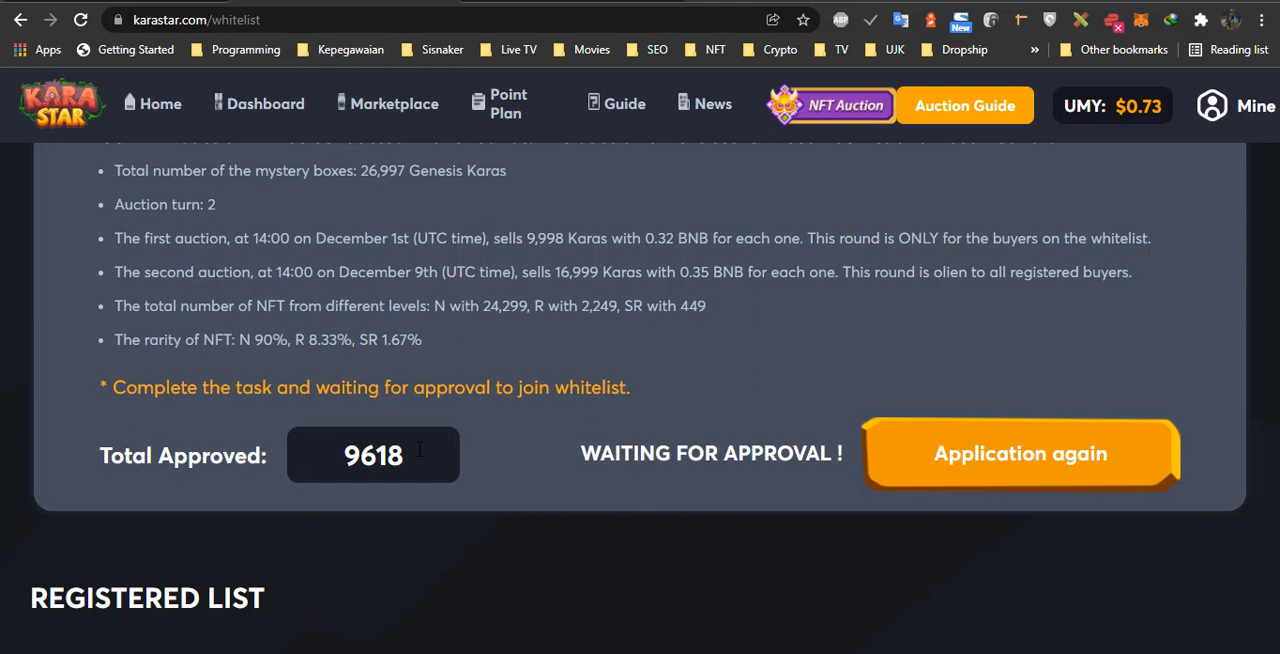 karastar.com/whitelist
New
Apps Getting Started Programming Kepegawaian Sisnaker Live TV Movies SEO NFT Crypto TV UJK Dropship » Other bookmarks Reading list
KARA STAR
Home Dashboard Marketplace Point Plan Guide News NFT Auction Auction Guide UMY: $0.73 Mine
• Total number of the mystery boxes: 26,997 Genesis Karas
• Auction turn: 2
• The first auction, at 14:00 on December 1st (UTC time), sells 9,998 Karas with 0.32 BNB for each one. This round is ONLY for the buyers on the whitelist.
• The second auction, at 14:00 on December 9th (UTC time), sells 16,999 Karas with 0.35 BNB for each one. This round is olien to all registered buyers.
• The total number of NFT from different levels: N with 24,299, R with 2,249, SR with 449
• The rarity of NFT: N 90%, R 8.33%, SR 1.67%
* Complete the task and waiting for approval to join whitelist.
Total Approved: 9618 WAITING FOR APPROVAL ! Application again
REGISTERED LIST